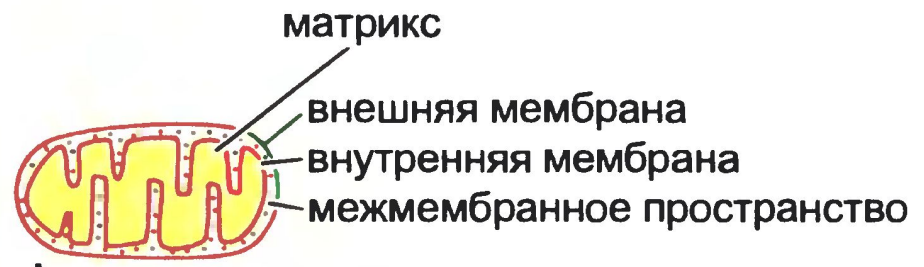 матрикс
внешняя мембрана
внутренняя мембрана
межмембранное пространство